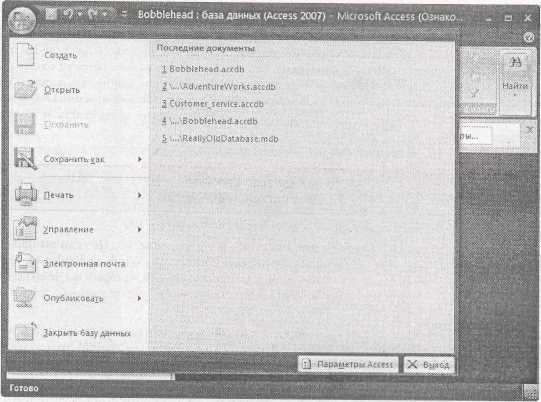 Bobblehead : база данных (Access 2007) - Microsoft Access (Ознако...
Создать
Открыть
Сохранить
Сохранить как
Печать
Управление
Электронная почта
Опубликовать
Закрыть базу данных
Последние документы
1 Bobblehead.accdb
2 \...\AdventureWorks.accdb
3 Customer_service.accdb
4 \...\Bobblehead.accdb
5 \...\ReallyOldDatabase.mdb
Найти
ры...
Параметры Access
Выход
Готово